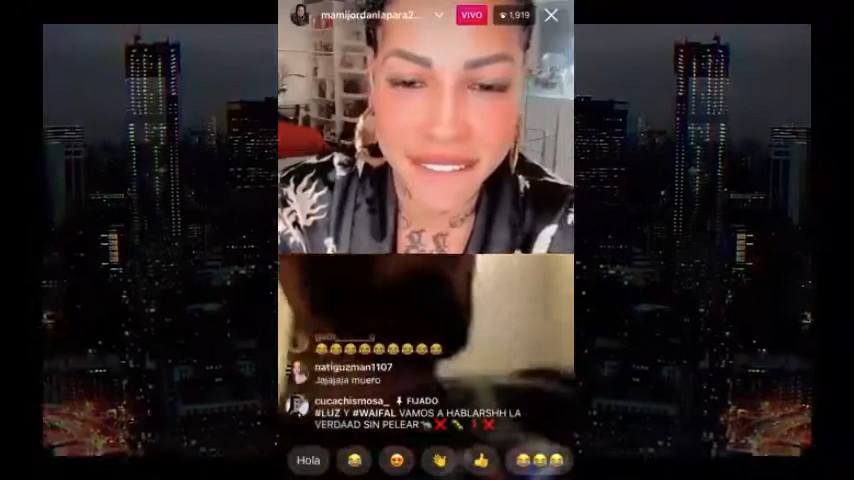 mamijordanlapara2...
VIVO
1,919
natiguzman1107
Jajajaja muero
cucachismosa_ FIJADO
#LUZ Y #WAIFAL VAMOS A HABLARSHH LA
VERDAAD SIN PELEAR
Hola